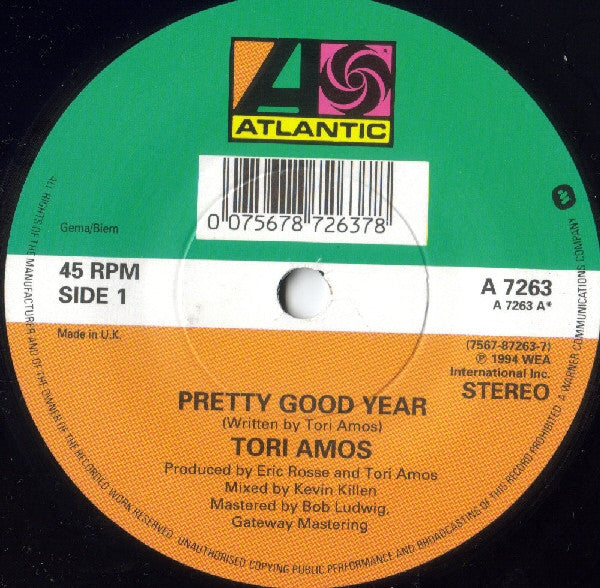 ATLANTIC
0 075678 726378
Gema/Biem
45 RPM
SIDE 1
A 7263
A 7263 A*
Made in U.K.
(7567-87263-7)
℗ 1994 WEA
International Inc.
STEREO
PRETTY GOOD YEAR
(Written by Tori Amos)
TORI AMOS
Produced by Eric Rosse and Tori Amos
Mixed by Kevin Killen
Mastered by Bob Ludwig,
Gateway Mastering
ALL RIGHTS OF THE MANUFACTURER AND OF THE OWNER OF THE RECORDED WORK RESERVED. UNAUTHORISED COPYING PUBLIC PERFORMANCE AND BROADCASTING OF THIS RECORD PROHIBITED. A WARNER COMMUNICATIONS COMPANY